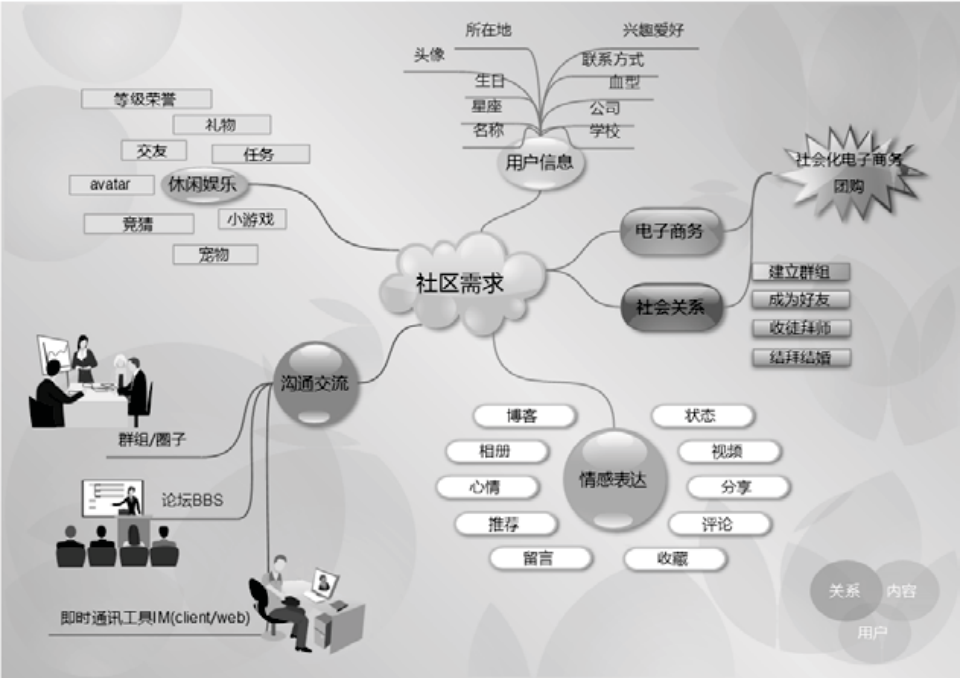 所在地
兴趣爱好
头像
联系方式
生日
血型
星座
公司
名称
学校
用户信息
等级荣誉
礼物
交友
任务
avatar
休闲娱乐
竞猜
小游戏
宠物
社会化电子商务
团购
电子商务
社区需求
社会关系
建立群组
成为好友
收徒拜师
结拜结婚
沟通交流
群组/圈子
论坛BBS
即时通讯工具IM(client/web)
博客
状态
相册
视频
情感表达
心情
分享
推荐
评论
留言
收藏
关系
内容
用户